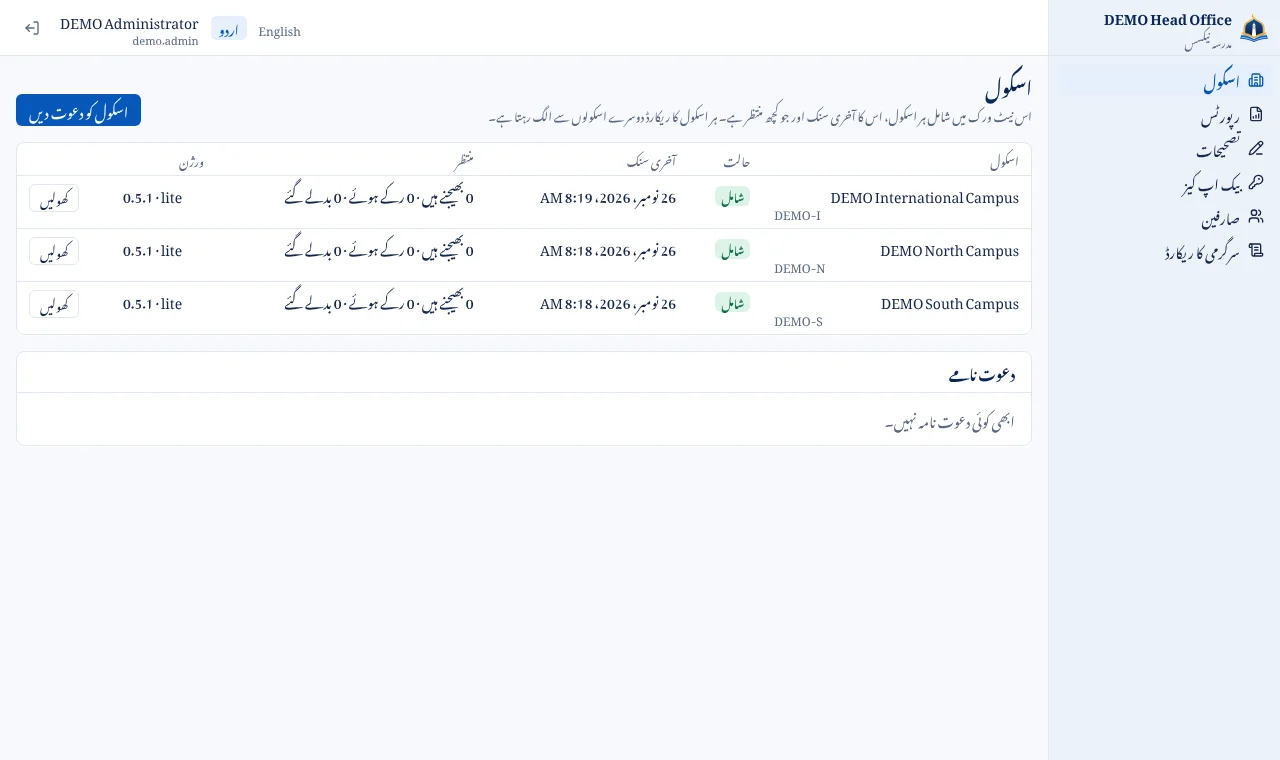 DEMO Head Office
مدرسہ نیکسس
اسکول
رپورٹس
تصحیحات
بیک اپ کیز
صارفین
سرگرمی کا ریکارڈ
English
اردو
DEMO Administrator
demo.admin
اسکول
اس نیٹ ورک میں شامل ہر اسکول، اس کا آخری سنک اور جو کچھ منتظر ہے۔ ہر اسکول کا ریکارڈ دوسرے اسکولوں سے الگ رہتا ہے۔
اسکول کو دعوت دیں
اسکول حالت آخری سنک منتظر ورژن
DEMO International Campus شامل 26 نومبر، 2026، 8:19 AM 0 بھیجنے ہیں · 0 رکے ہوئے · 0 بدلے گئے 0.5.1 · lite کھولیں
DEMO-I
DEMO North Campus شامل 26 نومبر، 2026، 8:18 AM 0 بھیجنے ہیں · 0 رکے ہوئے · 0 بدلے گئے 0.5.1 · lite کھولیں
DEMO-N
DEMO South Campus شامل 26 نومبر، 2026، 8:18 AM 0 بھیجنے ہیں · 0 رکے ہوئے · 0 بدلے گئے 0.5.1 · lite کھولیں
DEMO-S
دعوت نامے
ابھی کوئی دعوت نامہ نہیں۔